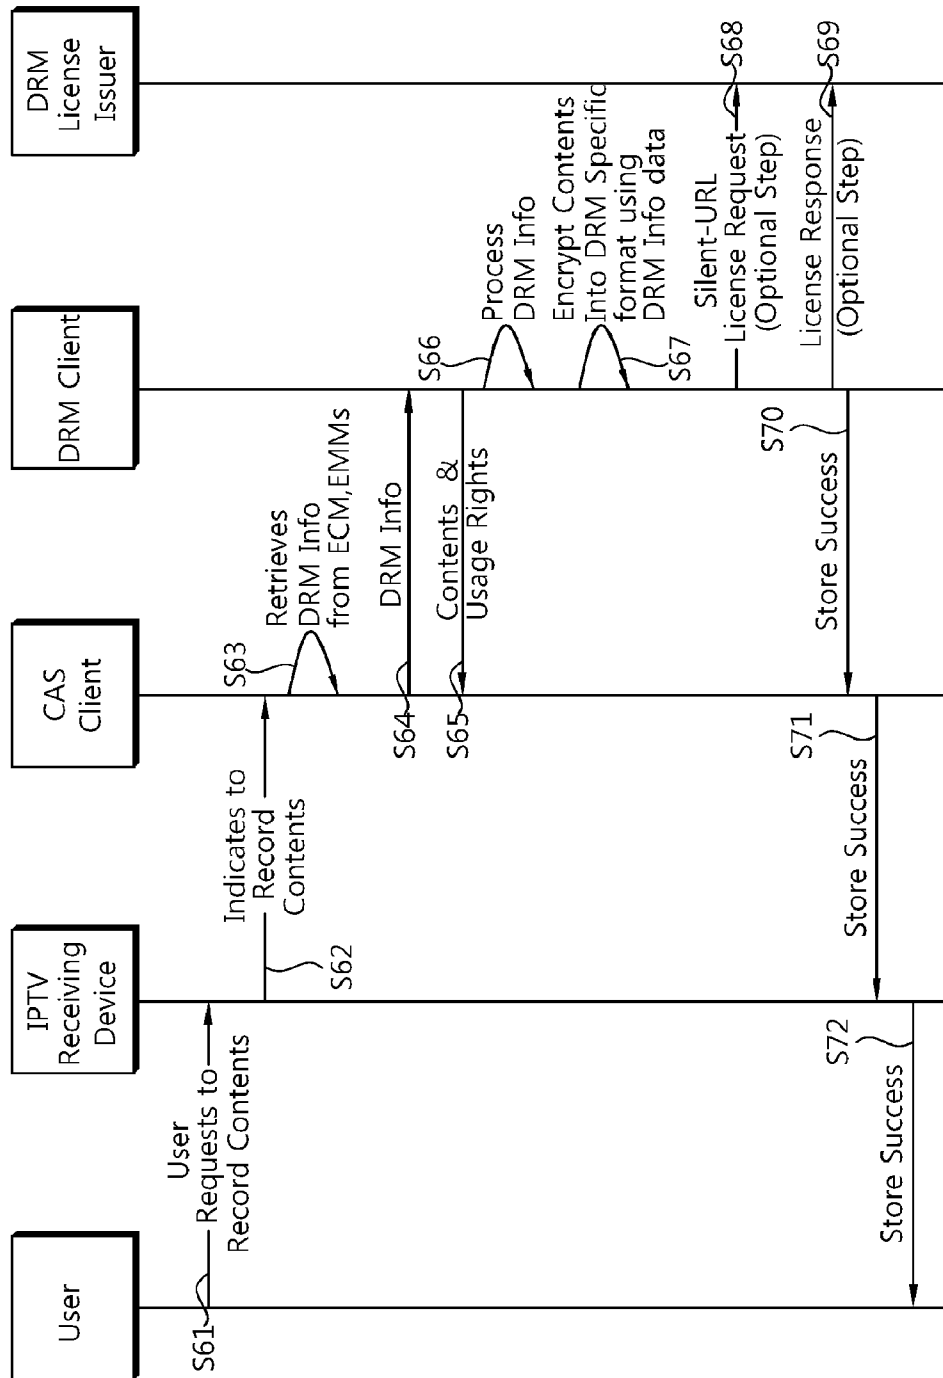 User
IPTV
Receiving
Device
CAS
Client
DRM Client
DRM
License
Issuer
S61
User
Requests to
Record Contents
Indicates to
Record
Contents
S62
S63
Retrieves
DRM Info
from ECM,EMMs
S64
DRM Info
S65
Contents &
Usage Rights
S66
Process
DRM Info
Encrypt Contents
Into DRM Specific
format using
DRM Info data
S67
Silent-URL
License Request
(Optional Step)
S68
License Response
(Optional Step)
S69
S70
Store Success
S71
Store Success
S72
Store Success